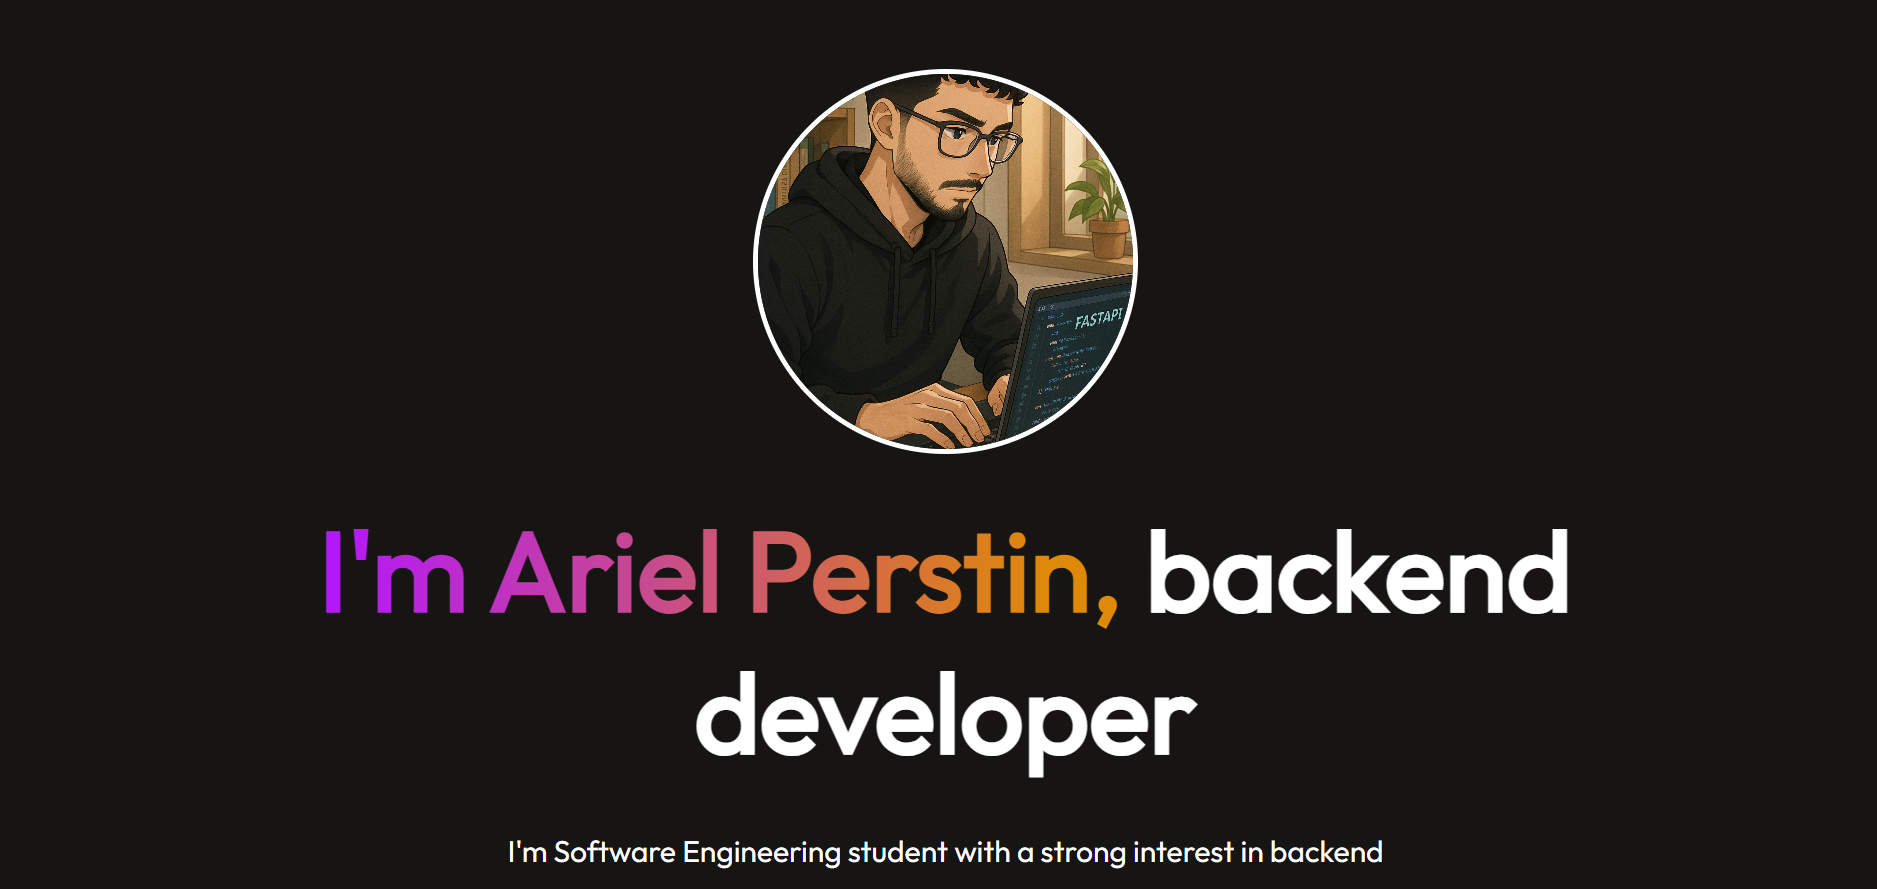 FASTAPI
I'm Ariel Perstin, backend
developer
I'm Software Engineering student with a strong interest in backend